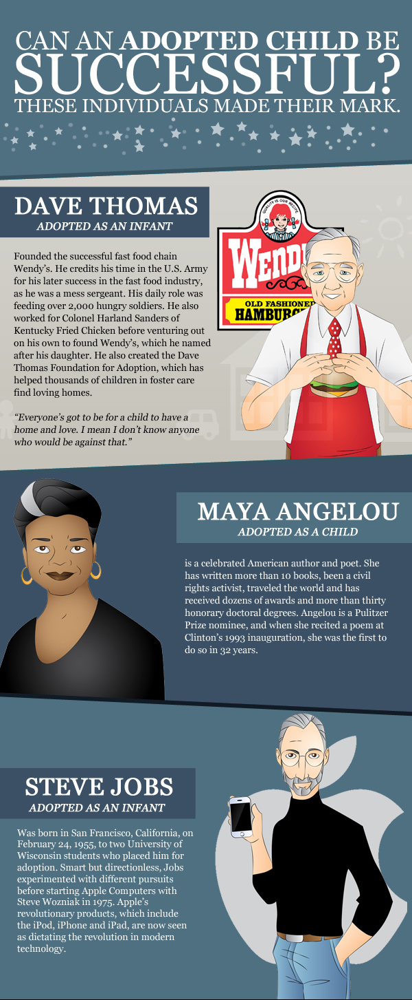 CAN AN ADOPTED CHILD BE
SUCCESSFUL?
THESE INDIVIDUALS MADE THEIR MARK.
DAVE THOMAS
ADOPTED AS AN INFANT
Founded the successful fast food chain
Wendy's. He credits his time in the U.S. Army
for his later success in the fast food industry,
as he was a mess sergeant. His daily role was
feeding over 2,000 hungry soldiers. He also
worked for Colonel Harland Sanders of
Kentucky Fried Chicken before venturing out
on his own to found Wendy's, which he named
after his daughter. He also created the Dave
Thomas Foundation for Adoption, which has
helped thousands of children in foster care
find loving homes.
“Everyone's got to be for a child to have a
home and love. I mean I don't know anyone
who would be against that.”
QUALITY IS OUR RECIPE
WEND
OLD FASHIONE
HAMBURG
MAYA ANGELOU
ADOPTED AS A CHILD
is a celebrated American author and poet. She
has written more than 10 books, been a civil
rights activist, traveled the world and has
received dozens of awards and more than thirty
honorary doctoral degrees. Angelou is a Pulitzer
Prize nominee, and when she recited a poem at
Clinton's 1993 inauguration, she was the first to
do so in 32 years.
STEVE JOBS
ADOPTED AS AN INFANT
Was born in San Francisco, California, on
February 24, 1955, to two University of
Wisconsin students who placed him for
adoption. Smart but directionless, Jobs
experimented with different pursuits
before starting Apple Computers with
Steve Wozniak in 1975. Apple's
revolutionary products, which include
the iPod, iPhone and iPad, are now seen
as dictating the revolution in modern
technology.